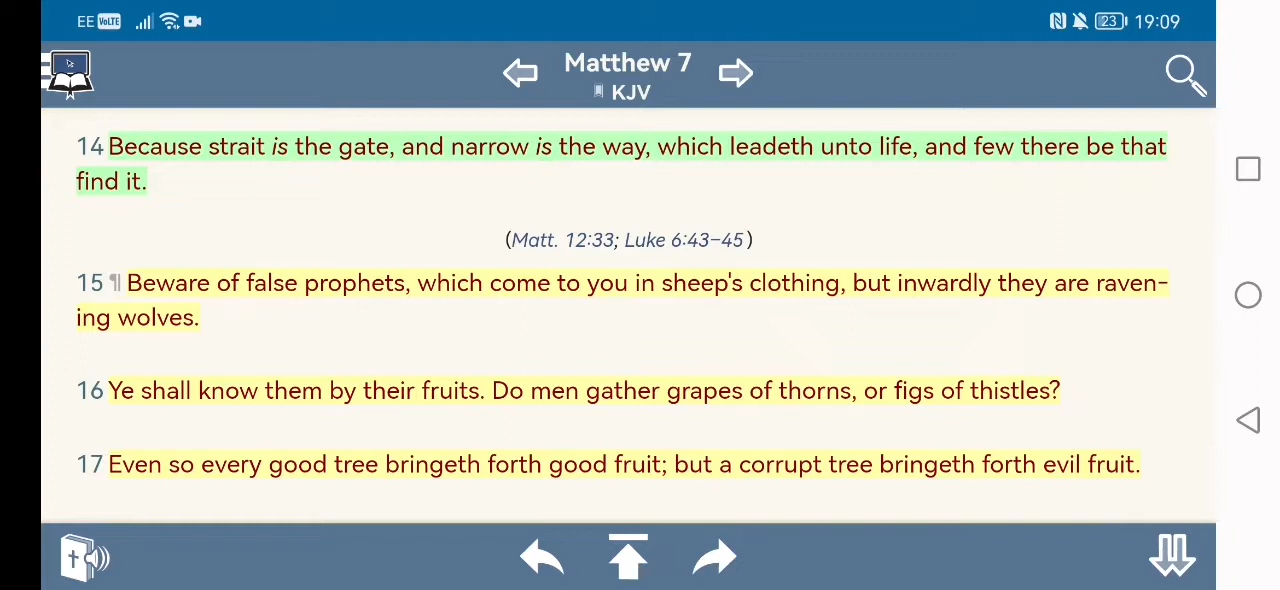 EE VoLTE 23 19:09
Matthew 7
KJV
14 Because strait is the gate, and narrow is the way, which leadeth unto life, and few there be that
find it.
(Matt. 12:33; Luke 6:43–45)
15 ¶ Beware of false prophets, which come to you in sheep's clothing, but inwardly they are raven-
ing wolves.
16 Ye shall know them by their fruits. Do men gather grapes of thorns, or figs of thistles?
17 Even so every good tree bringeth forth good fruit; but a corrupt tree bringeth forth evil fruit.